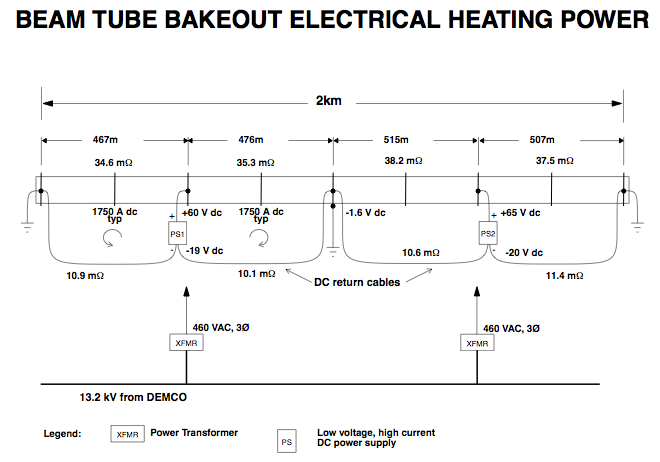 BEAM TUBE BAKEOUT ELECTRICAL HEATING POWER
2km
467m 476m 515m 507m
34.6 mΩ 35.3 mΩ 38.2 mΩ 37.5 mΩ
1750 A dc +60 V dc 1750 A dc -1.6 V dc +65 V dc
typ + typ +
PS1 PS2
- -19 V dc - -20 V dc
10.9 mΩ 10.1 mΩ 10.6 mΩ 11.4 mΩ
DC return cables
460 VAC, 3Ø 460 VAC, 3Ø
XFMR XFMR
13.2 kV from DEMCO
Legend: XFMR Power Transformer PS Low voltage, high current
DC power supply